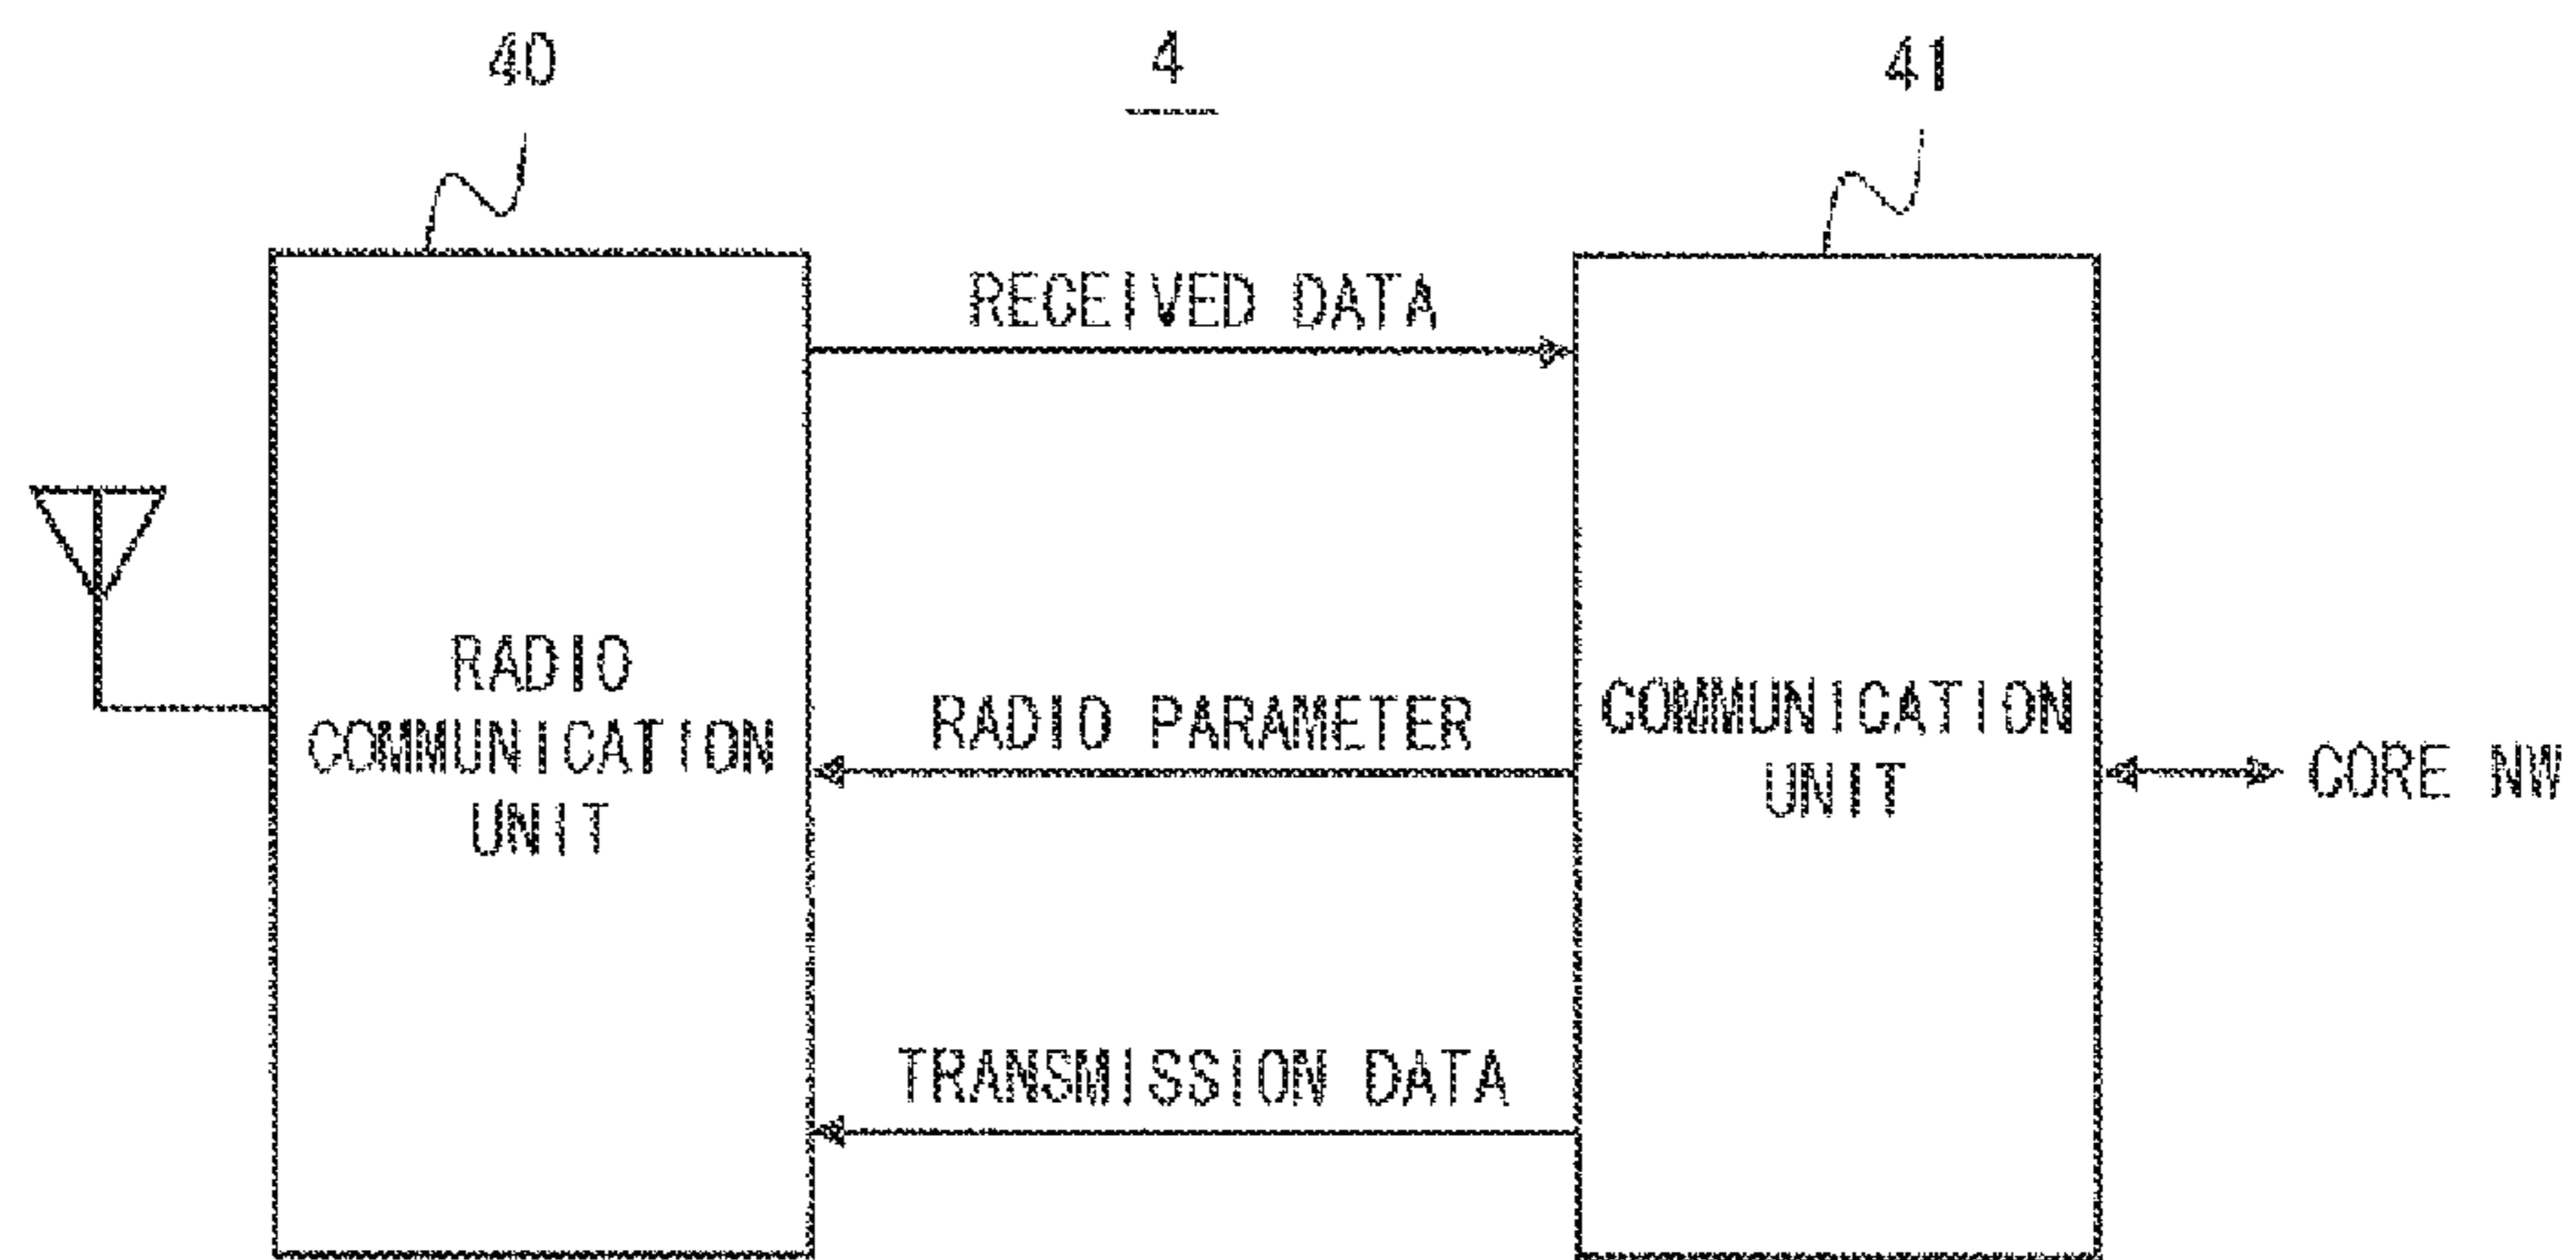 40
4
41
RECEIVED DATA
RADIO
COMMUNICATION
UNIT
RADIO PARAMETER
COMMUNICATION
UNIT
CORE NW
TRANSMISSION DATA